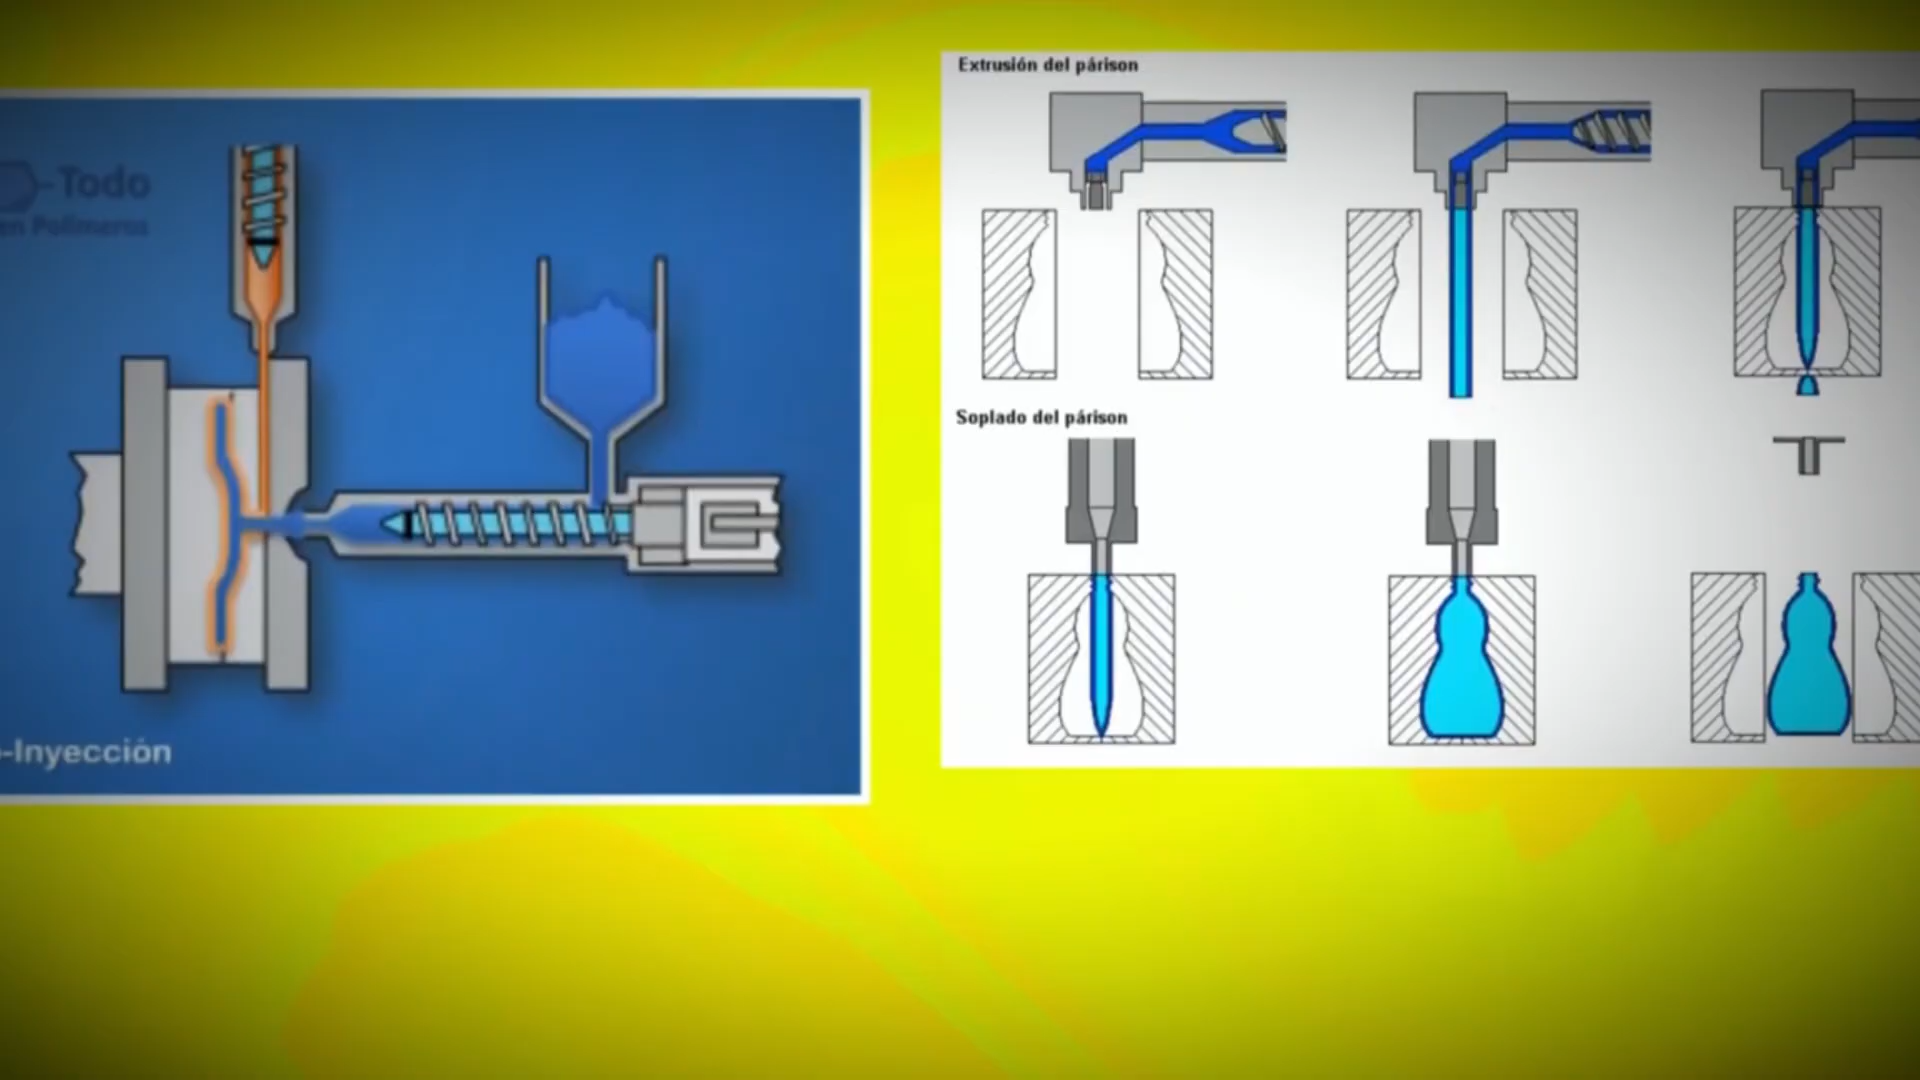 -Todo
en Polímeros
-Inyección
Extrusión del párison
Soplado del párison